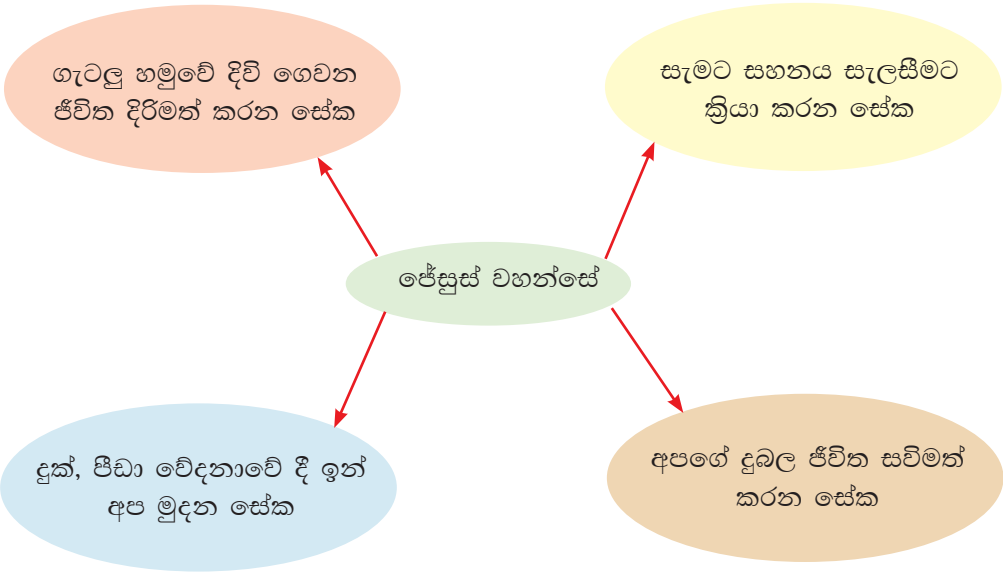 ගැටලු හමුවේ දිවි ගෙවන
ජීවිත දිරිමත් කරන සේක
සැමට සහනය සැලසීමට
ක්‍රියා කරන සේක
ජේසුස් වහන්සේ
දුක්, පීඩා වේදනාවේ දී ඉන්
අප මුදන සේක
අපගේ දුබල ජීවිත සවිමත්
කරන සේක